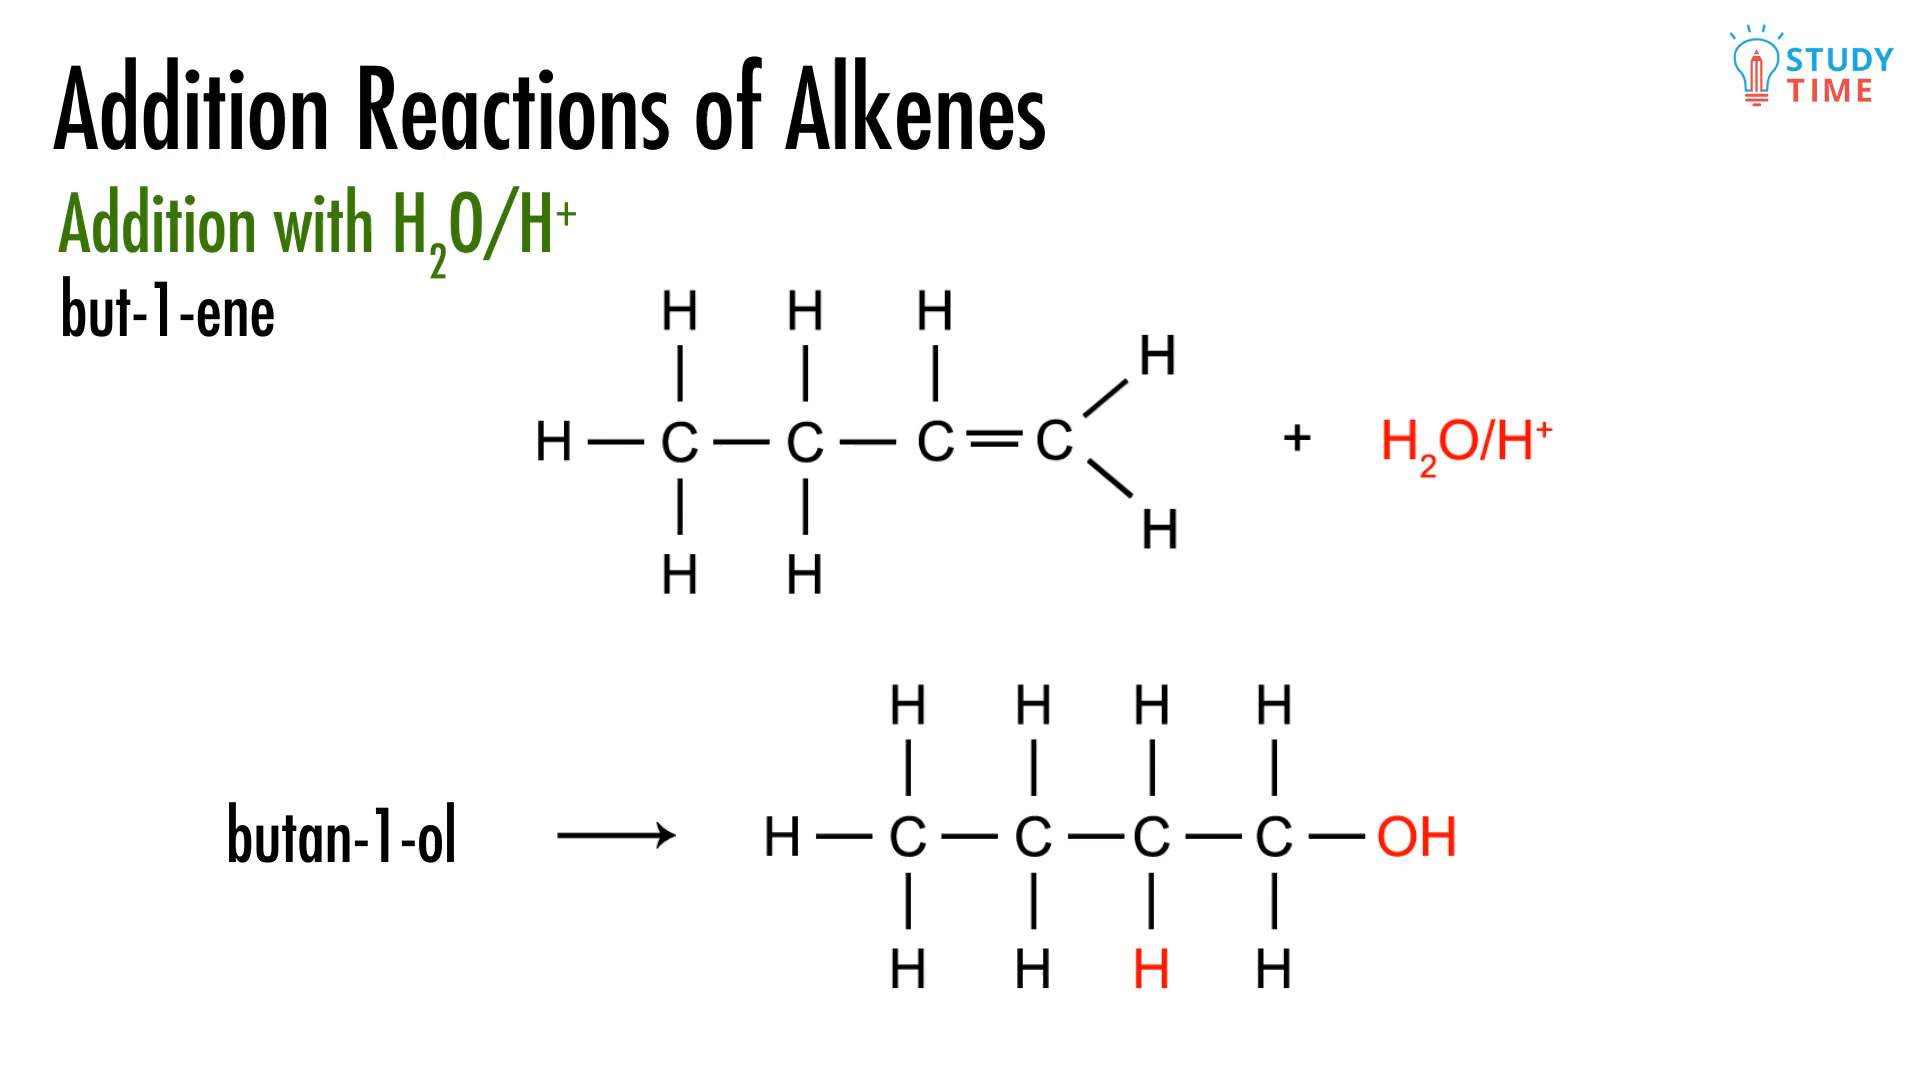 Addition Reactions of Alkenes
STUDY
TIME
Addition with H₂O/H⁺
but-1-ene
H H H
H
H — C — C — C = C + H₂O/H⁺
H
H H
H H H H
butan-1-ol → H — C — C — C — C — OH
H H H H